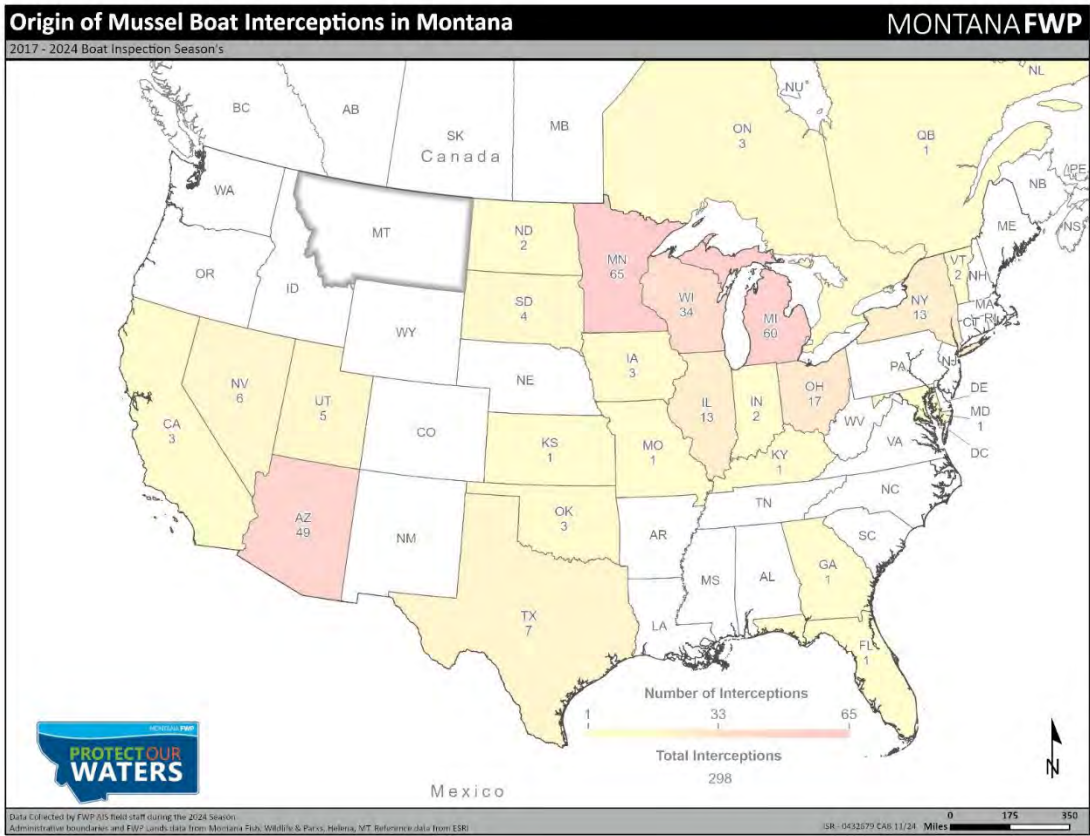 Origin of Mussel Boat Interceptions in Montana
MONTANA FWP
2017 - 2024 Boat Inspection Season's
NL
NU
BC
AB
SK
MB
ON
3
QB
1
Canada
PE
NB
NS
WA
MT
ND
2
MN
65
ME
VT
2
NH
OR
ID
SD
4
WI
34
MI
60
NY
13
MA
RI
CT
WY
IA
3
PA
NJ
NE
NV
6
UT
5
IL
13
IN
2
OH
17
DE
MD
1
CA
3
CO
KS
1
MO
1
KY
1
WV
VA
DC
AZ
49
NM
OK
3
AR
TN
NC
SC
MS
AL
GA
1
TX
7
LA
FL
1
Number of Interceptions
1 33 65
Total Interceptions
298
MONTANA FWP
PROTECT OUR
WATERS
Mexico
N
Data Collected by FWP AIS field staff during the 2024 Season
Administrative boundaries and FWP Lands data from Montana Fish, Wildlife & Parks, Helena, MT. Reference data from ESRI
0 175 350
Miles